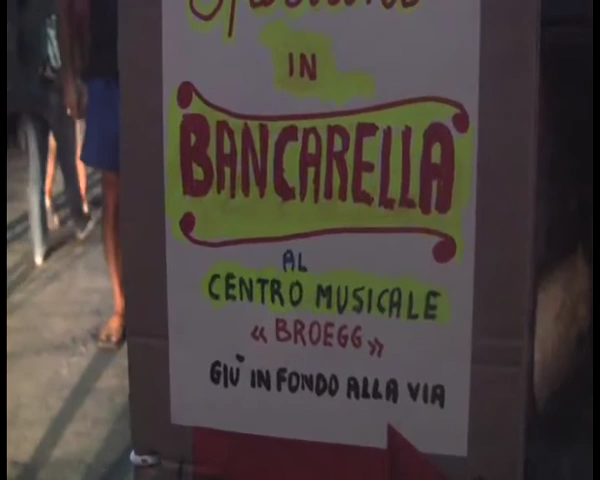 IN
BANCARELLA
AL
CENTRO MUSICALE
« BROEGG »
GIÙ IN FONDO ALLA VIA